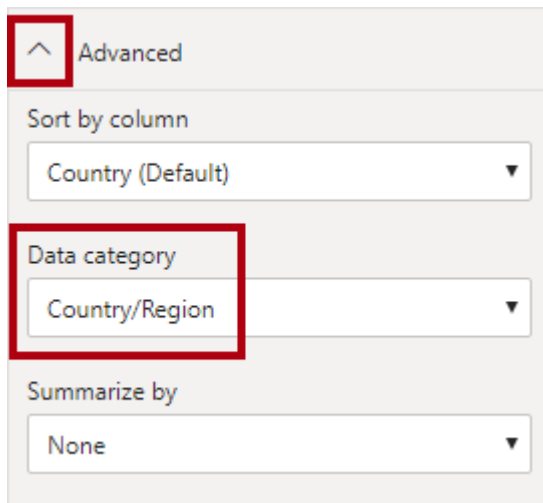 Advanced
Sort by column
Country (Default)
Data category
Country/Region
Summarize by
None